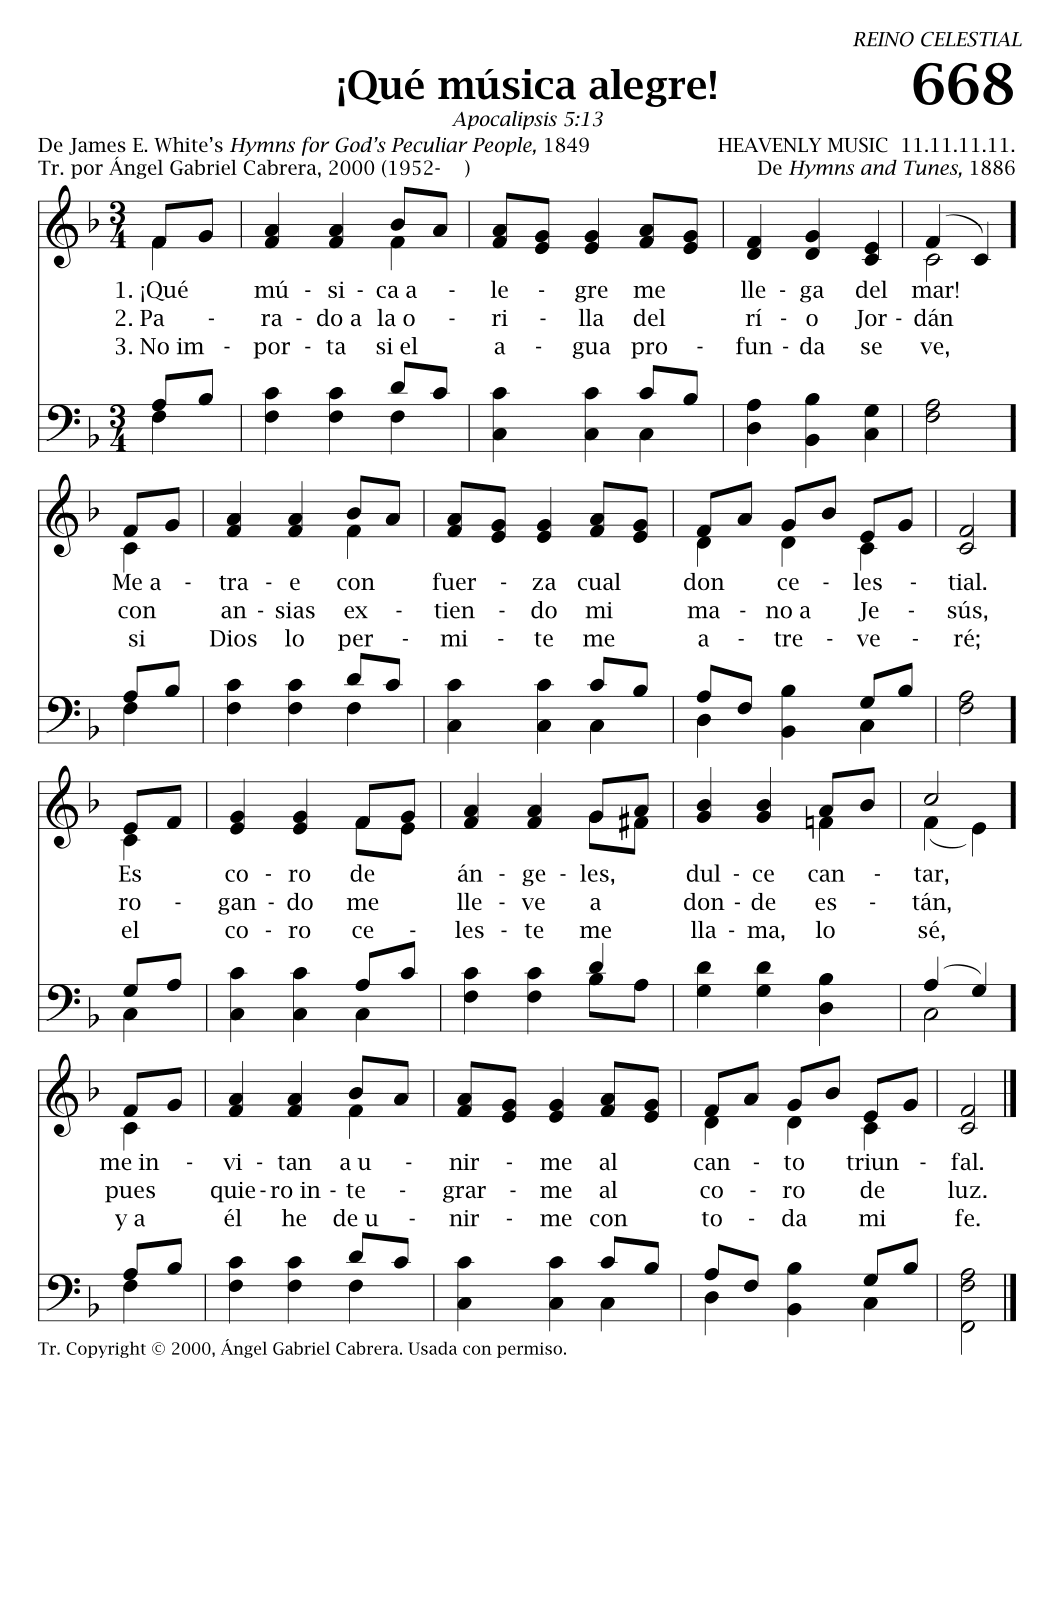 REINO CELESTIAL
668
¡Qué música alegre!
Apocalipsis 5:13
De James E. White’s Hymns for God’s Peculiar People, 1849
HEAVENLY MUSIC 11.11.11.11.
Tr. por Ángel Gabriel Cabrera, 2000 (1952- )
De Hymns and Tunes, 1886
3 4
1. ¡Qué mú - si - ca a - le - gre me lle - ga del mar!
2. Pa - ra - do a la o - ri - lla del rí - o Jor - dán
3. No im - por - ta si el a - gua pro - fun - da se ve,
3 4
Me a - tra - e con fuer - za cual don ce - les - tial.
con an - sias ex - tien - do mi ma - no a Je - sús,
si Dios lo per - mi - te me a - tre - ve - ré;
Es co - ro de án - ge - les, dul - ce can - tar,
ro - gan - do me lle - ve a don - de es - tán,
el co - ro ce - les - te me lla - ma, lo sé,
me in - vi - tan a u - nir - me al can - to triun - fal.
pues quie - ro in - te - grar - me al co - ro de luz.
y a él he de u - nir - me con to - da mi fe.
Tr. Copyright © 2000, Ángel Gabriel Cabrera. Usada con permiso.